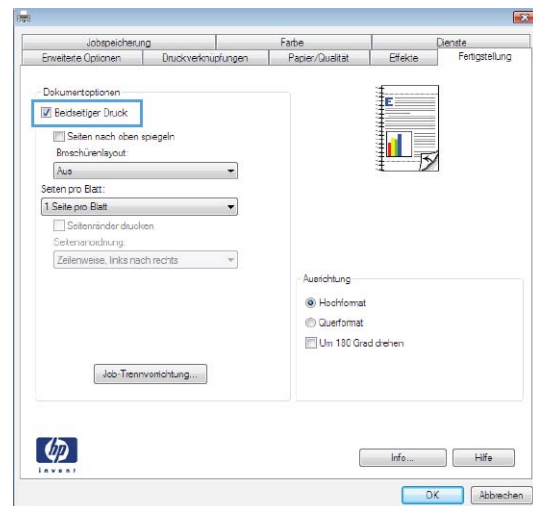 Jobspeicherung Farbe Dienste
Erweiterte Optionen Druckverknüpfungen Papier/Qualität Effekte Fertigstellung
Dokumentoptionen
Beidseitiger Druck
Seiten nach oben spiegeln
Broschürenlayout:
Aus
Seiten pro Blatt:
1 Seite pro Blatt
Seitenränder drucken
Seitenanordnung:
Zeilenweise, links nach rechts
Job-Trennvorrichtung...
E
Ausrichtung
Hochformat
Querformat
Um 180 Grad drehen
hp
invent
Info... Hilfe
OK Abbrechen